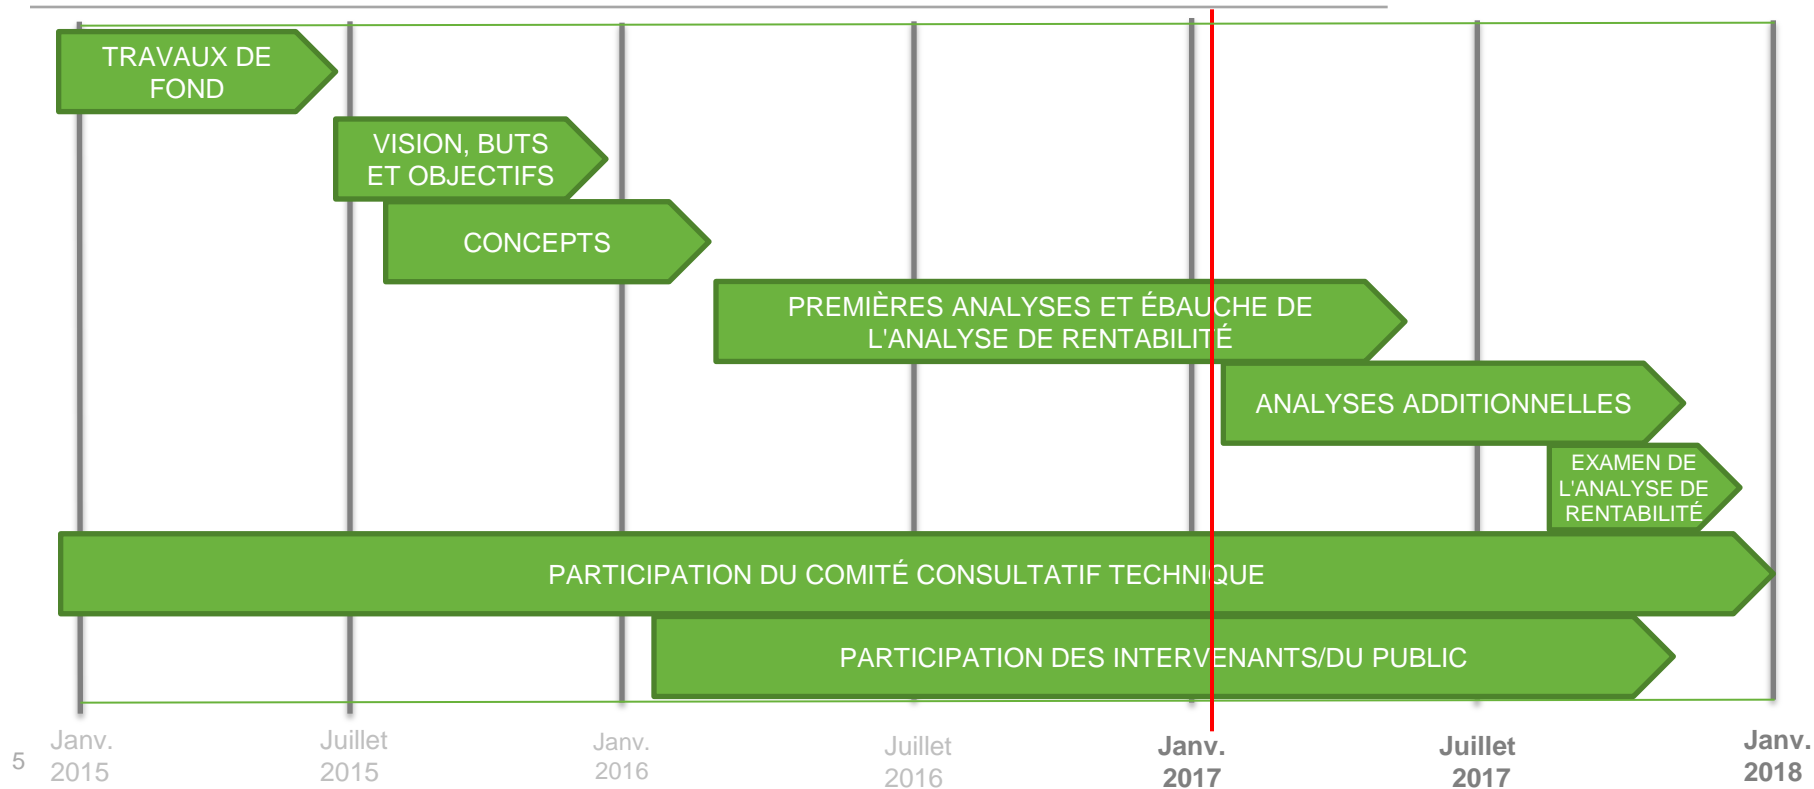 TRAVAUX DE
FOND
VISION, BUTS
ET OBJECTIFS
CONCEPTS
PREMIÈRES ANALYSES ET ÉBAUCHE DE
L'ANALYSE DE RENTABILITÉ
ANALYSES ADDITIONNELLES
EXAMEN DE
L'ANALYSE DE
RENTABILITÉ
PARTICIPATION DU COMITÉ CONSULTATIF TECHNIQUE
PARTICIPATION DES INTERVENANTS/DU PUBLIC
Janv.
2015
Juillet
2015
Janv.
2016
Juillet
2016
Janv.
2017
Juillet
2017
Janv.
2018
5